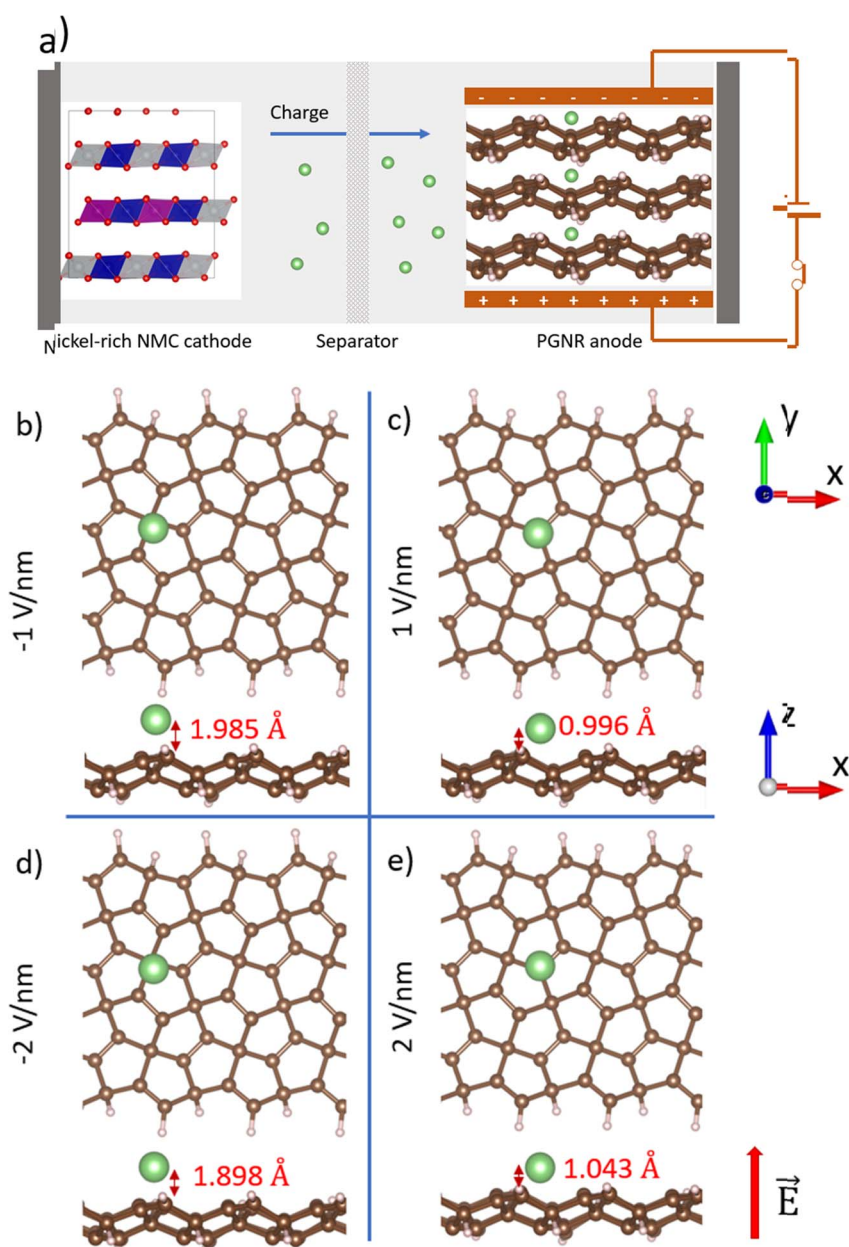 a)
- - - - - - - -
Charge
+ + + + + + + +
Nickel-rich NMC cathode Separator PGNR anode
b) c)
y
x
-1 V/nm 1 V/nm
1.985 Å 0.996 Å
z
x
d) e)
-2 V/nm 2 V/nm
1.898 Å 1.043 Å
E⃗